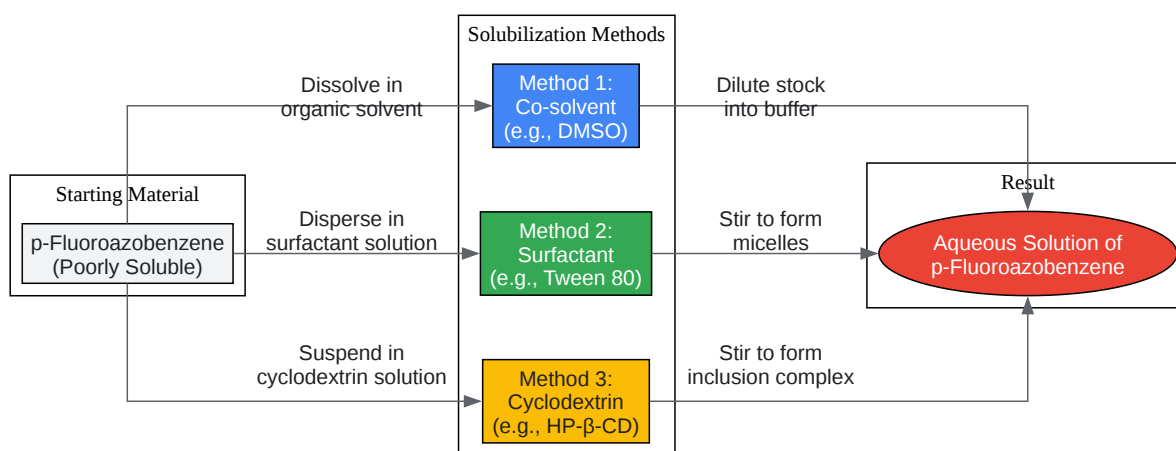 Solubilization Methods
Dissolve in
organic solvent
Method 1:
Co-solvent
(e.g., DMSO)
Dilute stock
into buffer
Starting Material
p-Fluoroazobenzene
(Poorly Soluble)
Disperse in
surfactant solution
Method 2:
Surfactant
(e.g., Tween 80)
Stir to form
micelles
Result
Aqueous Solution of
p-Fluoroazobenzene
Suspend in
cyclodextrin solution
Method 3:
Cyclodextrin
(e.g., HP-β-CD)
Stir to form
inclusion complex